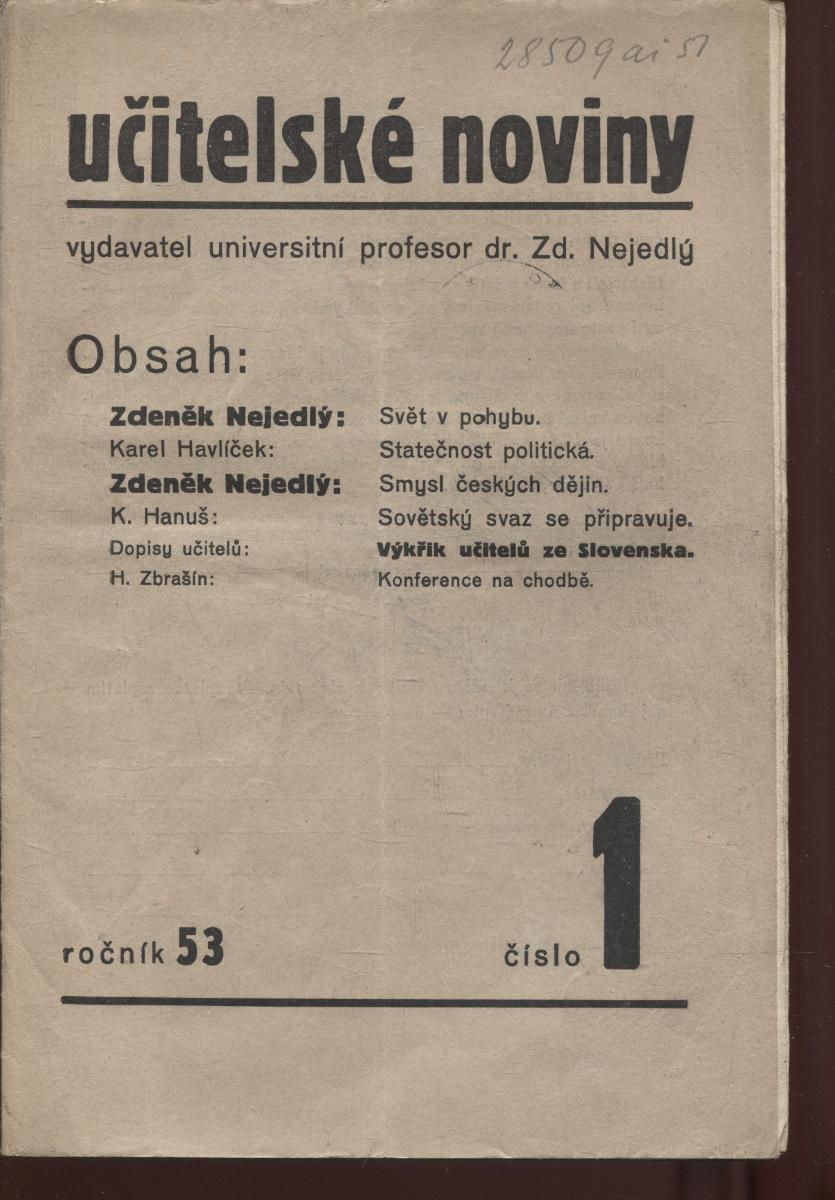 učitelské noviny
vydavatel universitní profesor dr. Zd. Nejedlý
Obsah:
Zdeněk Nejedlý: Svět v pohybu.
Karel Havlíček: Statečnost politická.
Zdeněk Nejedlý: Smysl českých dějin.
K. Hanuš: Sovětský svaz se připravuje.
Dopisy učitelů: Výkřik učitelů ze Slovenska.
H. Zbrašín: Konference na chodbě.
ročník 53 číslo 1